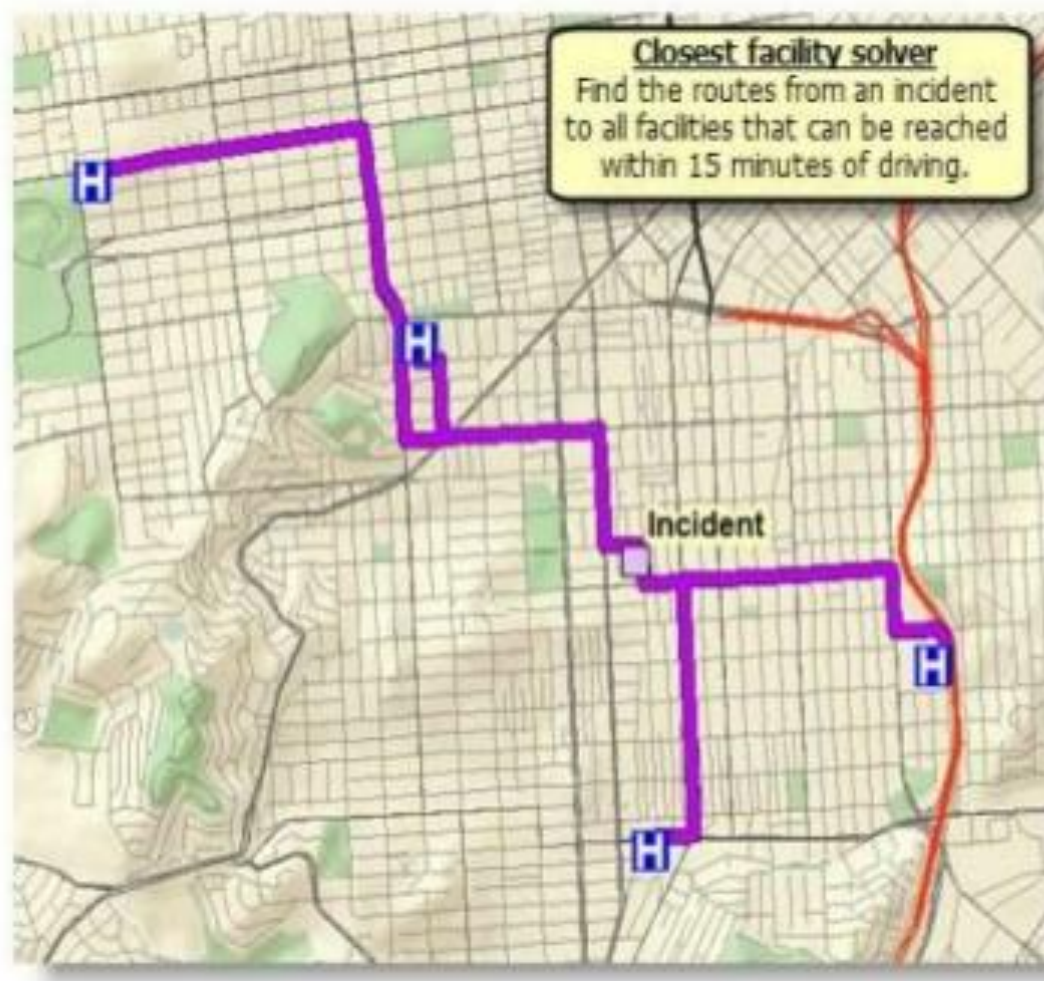 Closest facility solver
Find the routes from an incident
to all facilities that can be reached
within 15 minutes of driving.
H
H
Incident
H
H